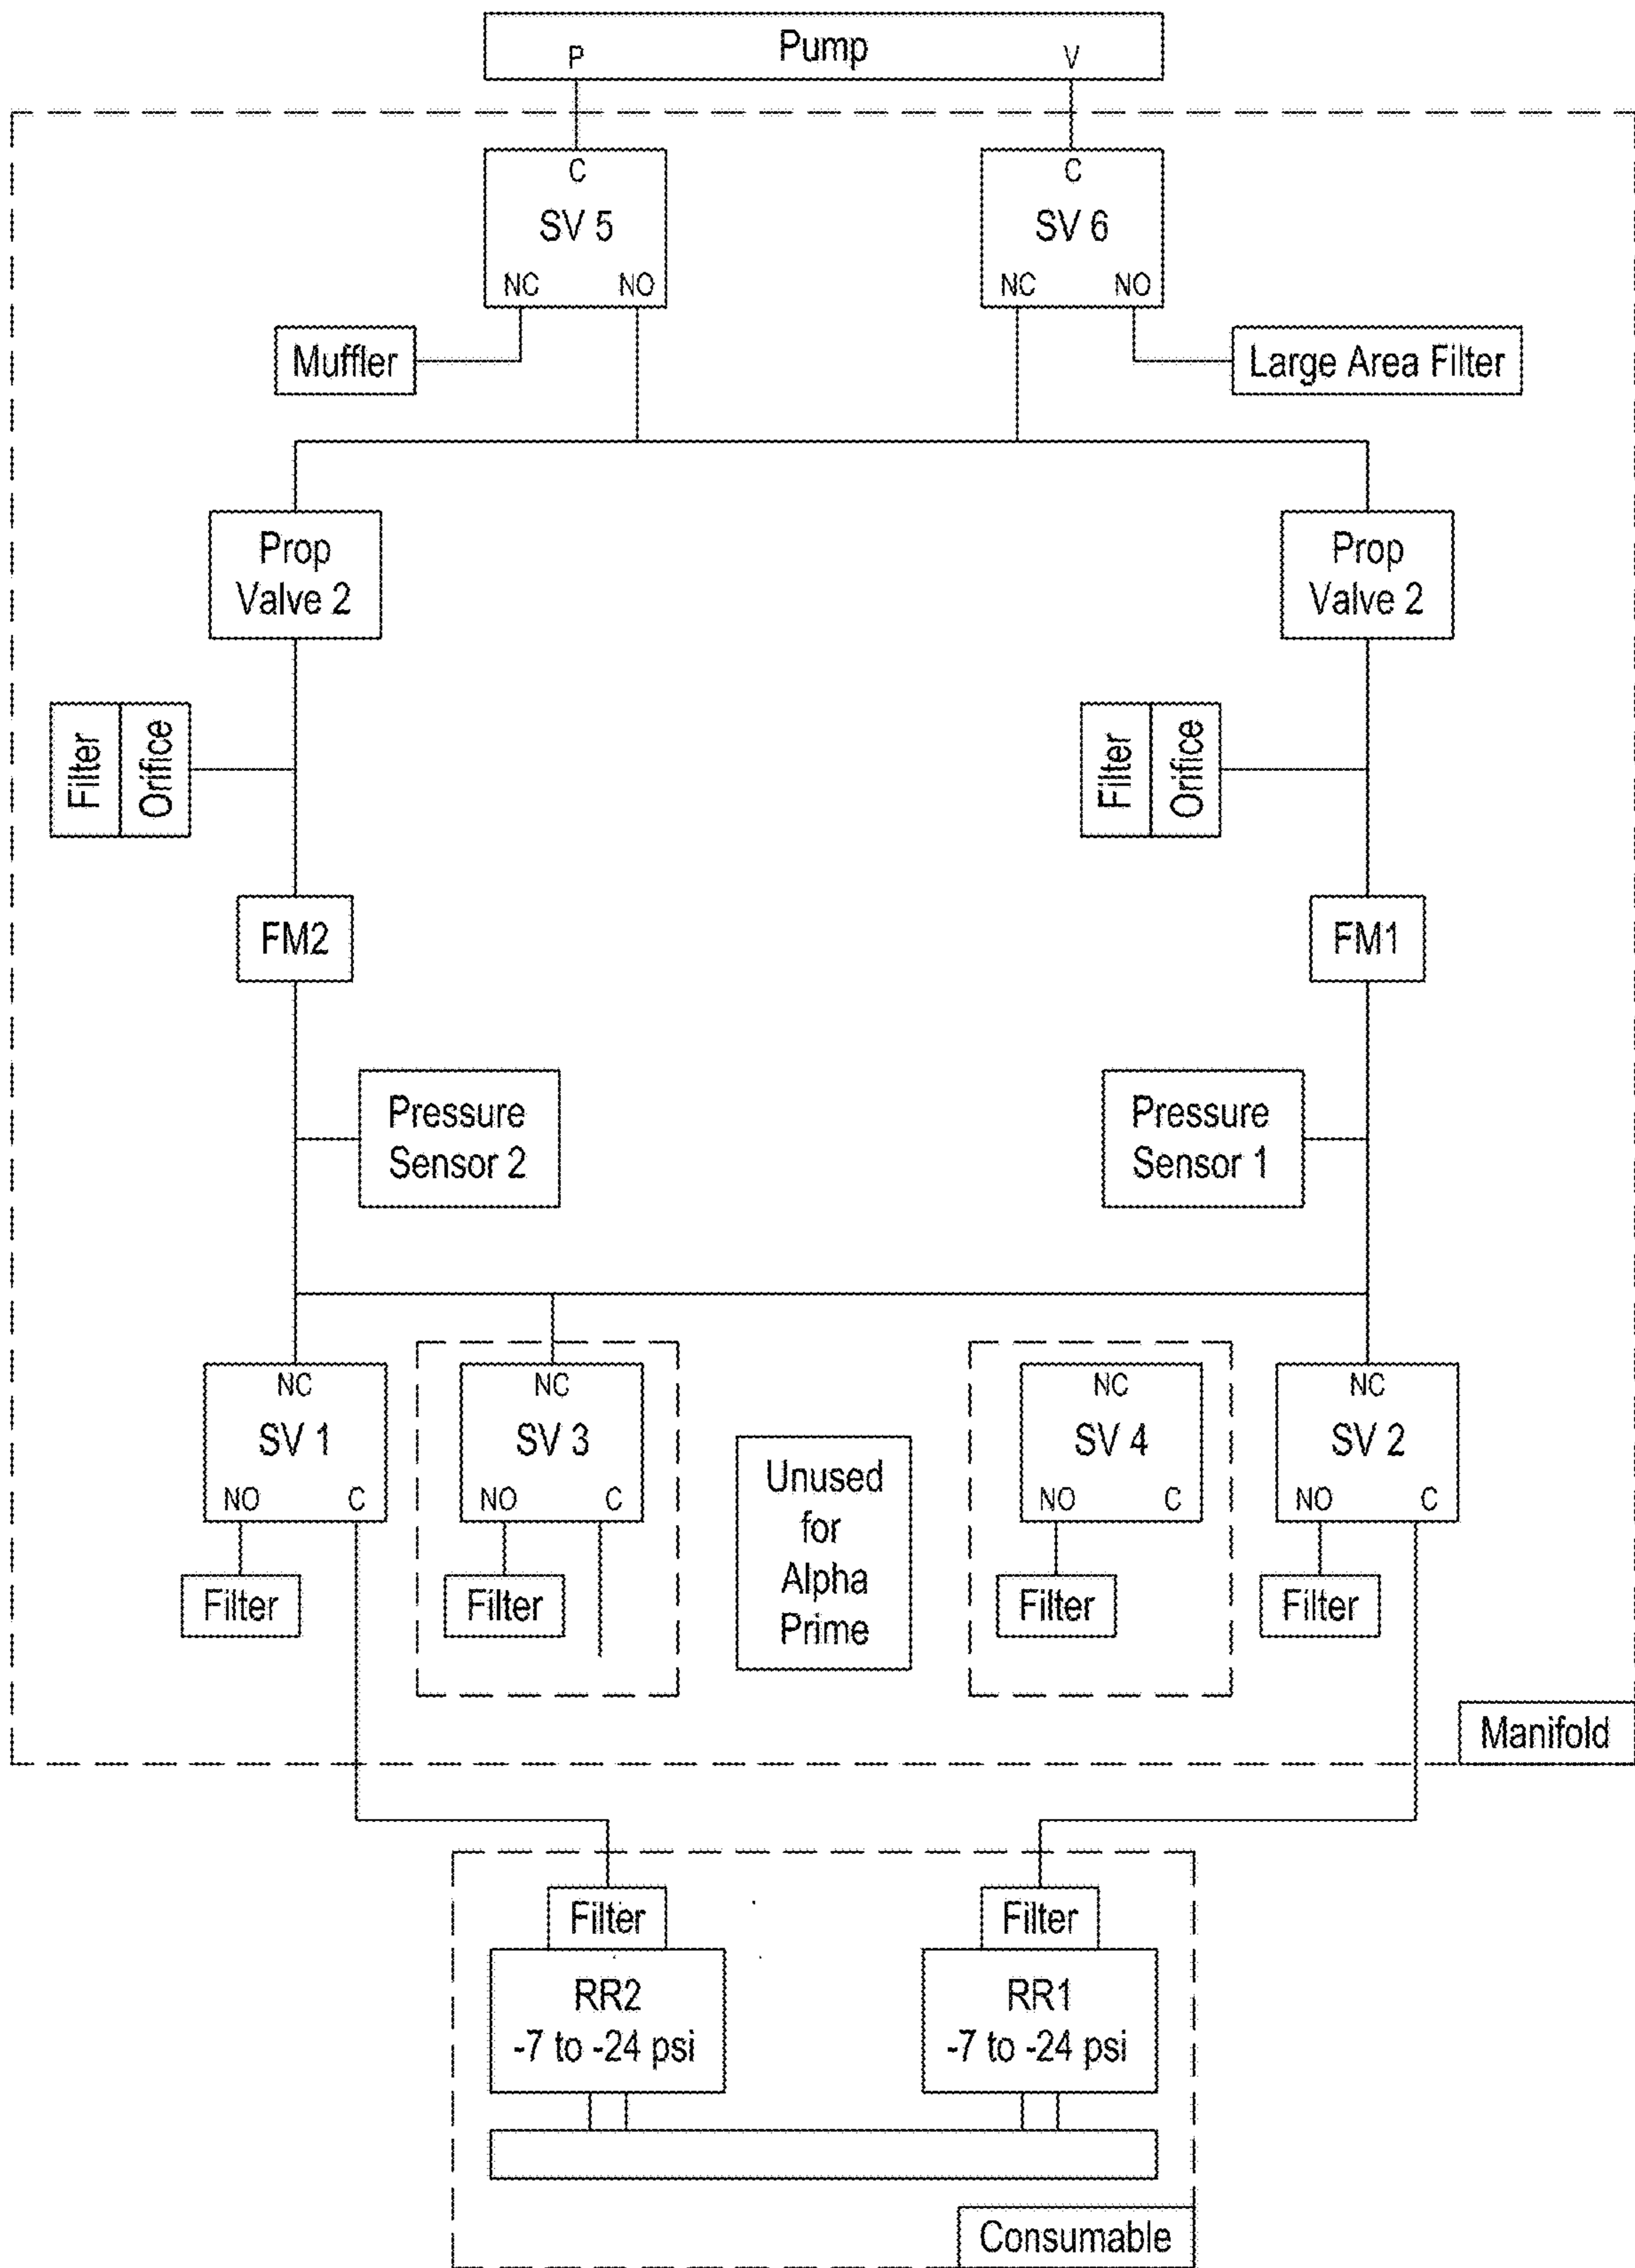 Pump
P
V
C
SV 5
NC
NO
C
SV 6
NC
NO
Muffler
Large Area Filter
Prop
Valve 2
Prop
Valve 2
Filter
Orifice
Filter
Orifice
FM2
FM1
Pressure
Sensor 2
Pressure
Sensor 1
NC
SV 1
NO
C
NC
SV 3
NO
C
Unused
for
Alpha
Prime
NC
SV 4
NO
C
NC
SV 2
NO
C
Filter
Filter
Filter
Filter
Manifold
Filter
RR2
-7 to -24 psi
Filter
RR1
-7 to -24 psi
Consumable